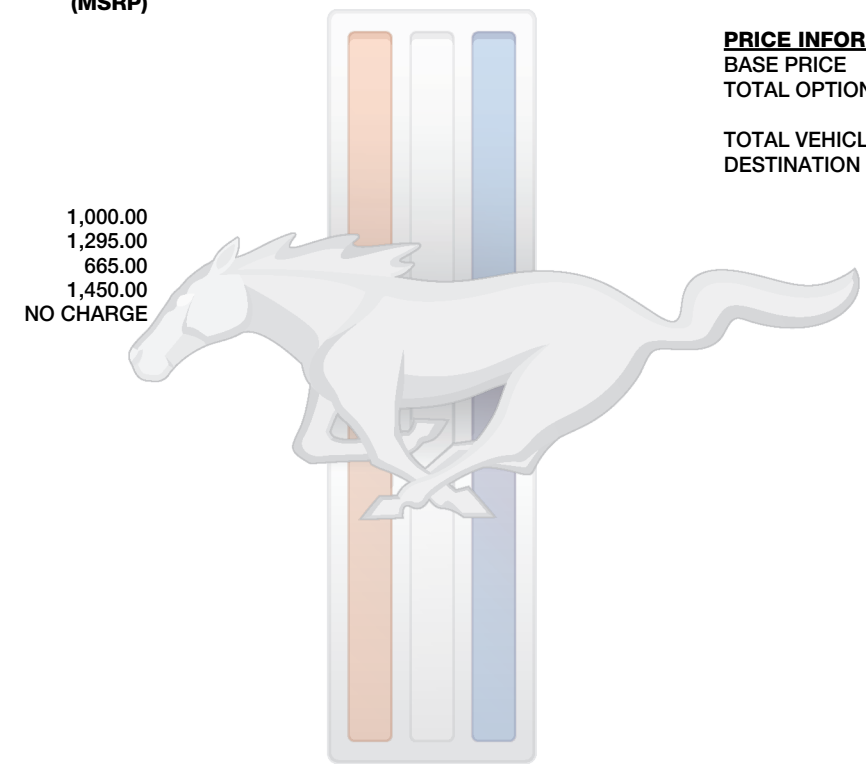 (MSRP)
PRICE INFOR
BASE PRICE
TOTAL OPTION
TOTAL VEHICL
DESTINATION
1,000.00
1,295.00
665.00
1,450.00
NO CHARGE